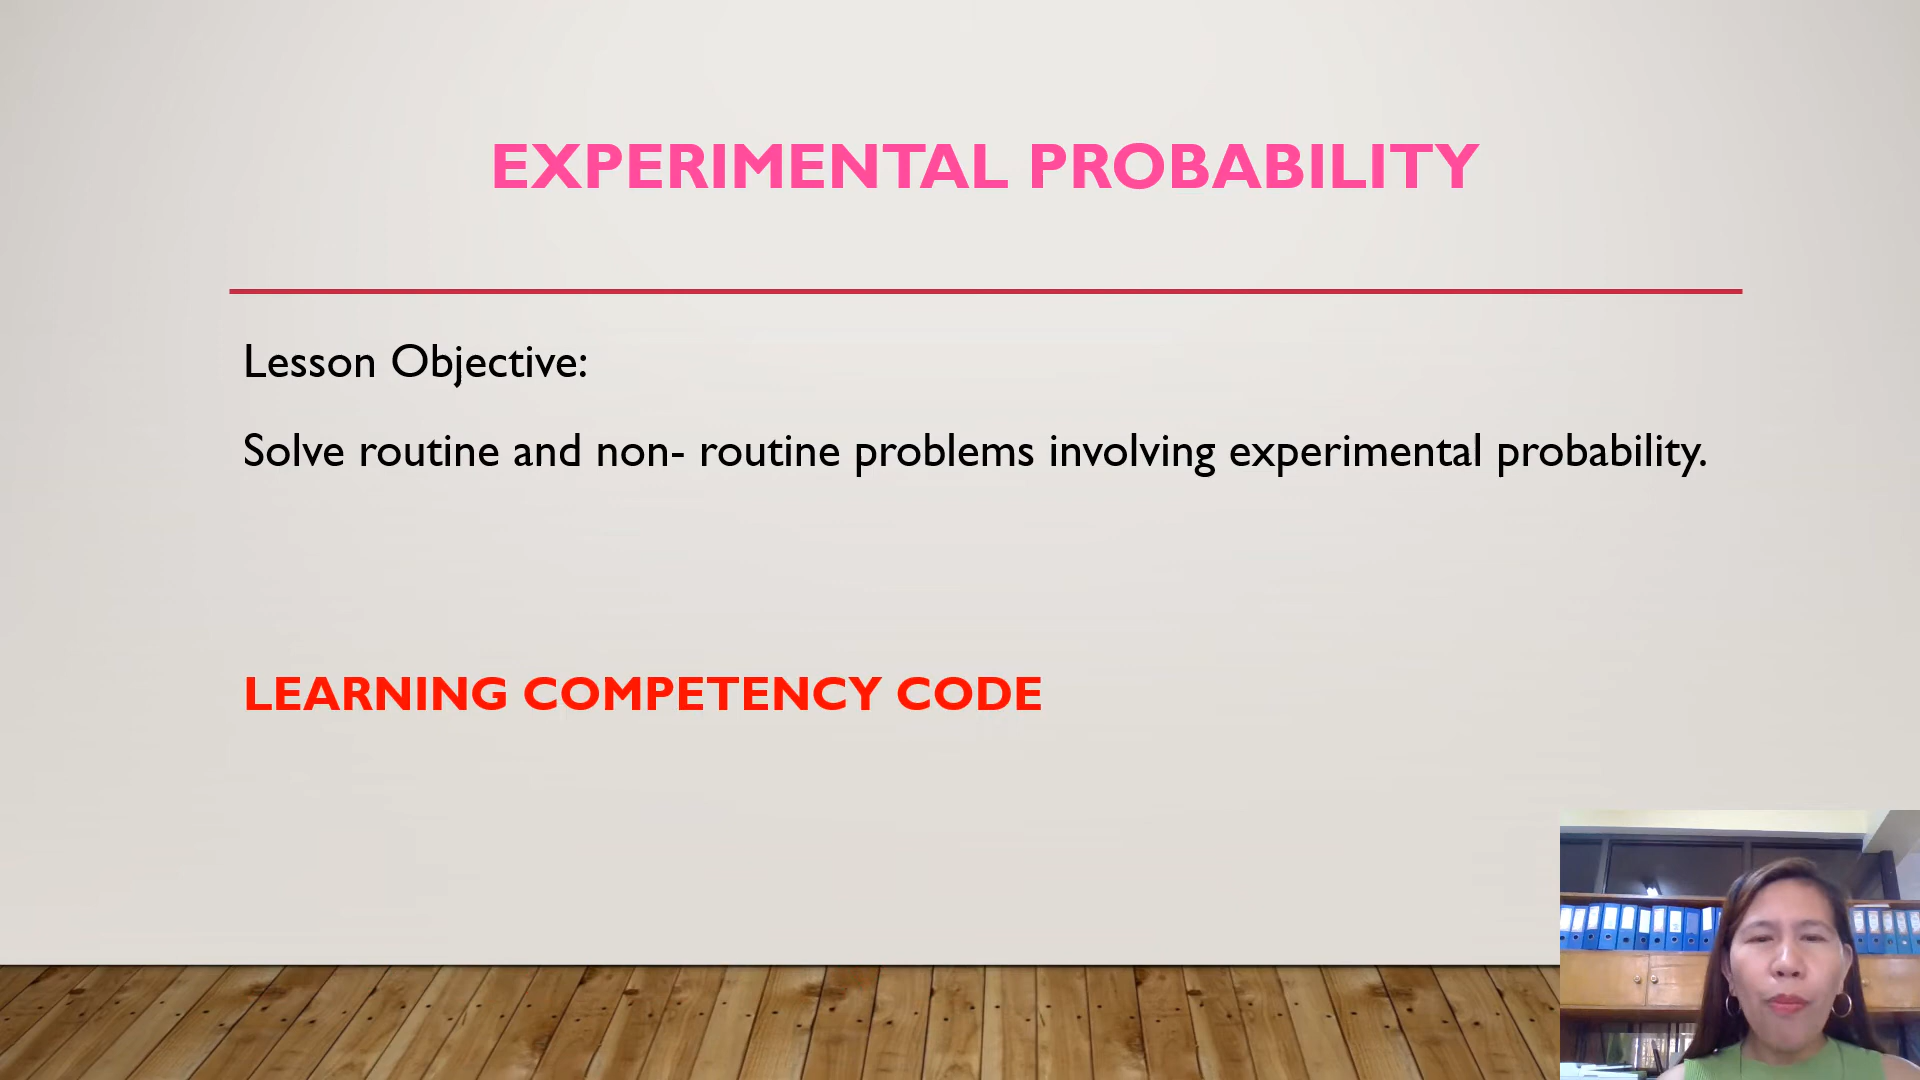 EXPERIMENTAL PROBABILITY
Lesson Objective:
Solve routine and non- routine problems involving experimental probability.
LEARNING COMPETENCY CODE